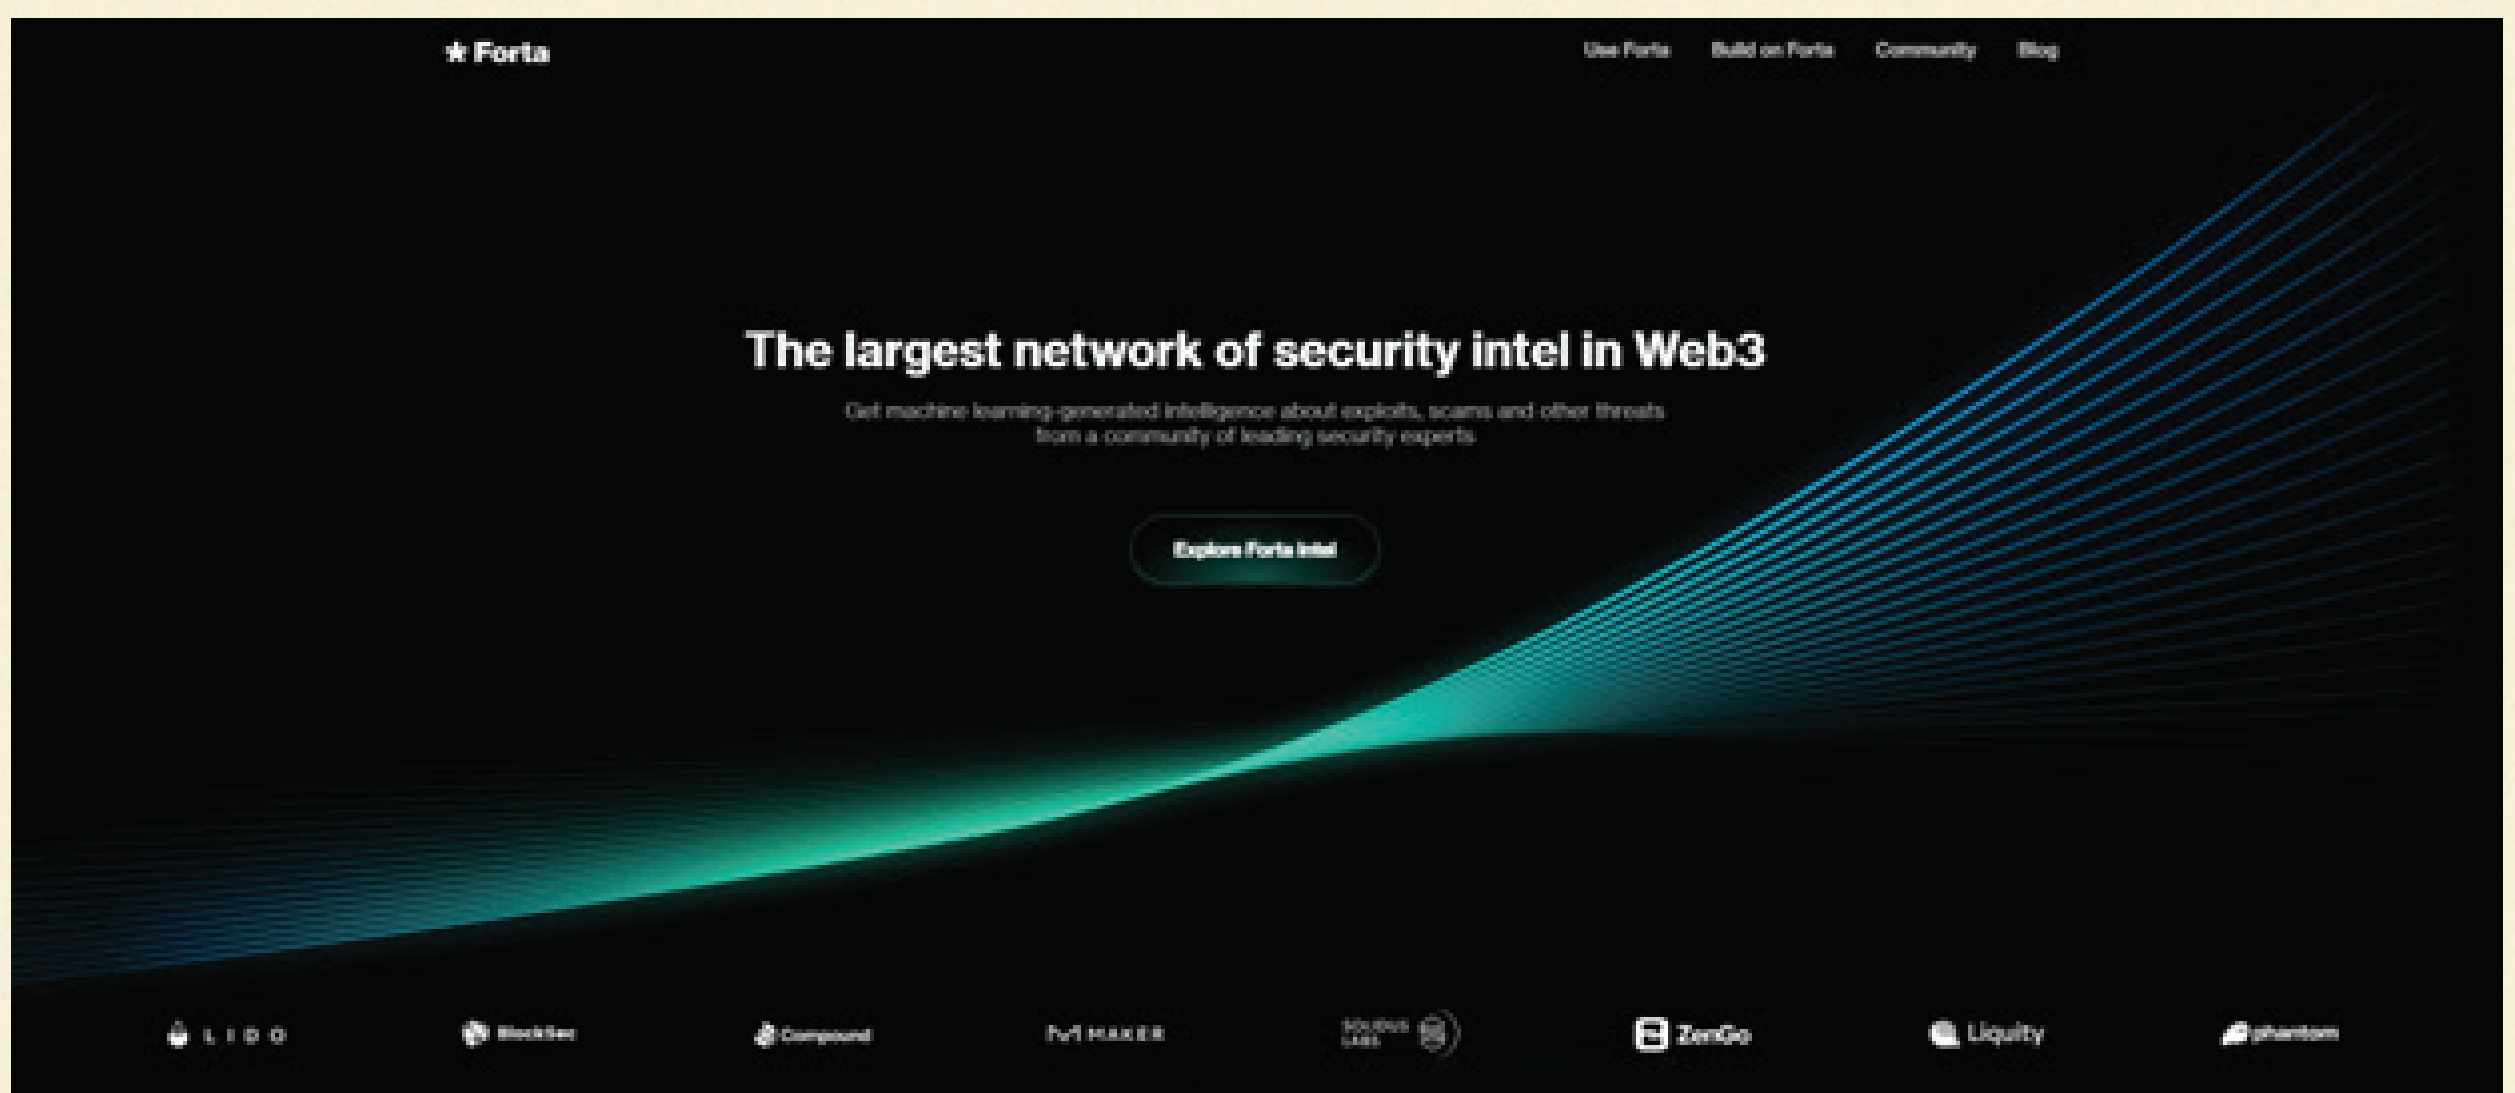 Forta
Use Forta Build on Forta Community Blog
The largest network of security intel in Web3
Get machine learning-generated intelligence about exploits, scams and other threats
from a community of leading security experts
Explore Forta Intel
LIDO BlockSec Compound MAKER SOLIDUS LABS ZenGo Liquity phantom